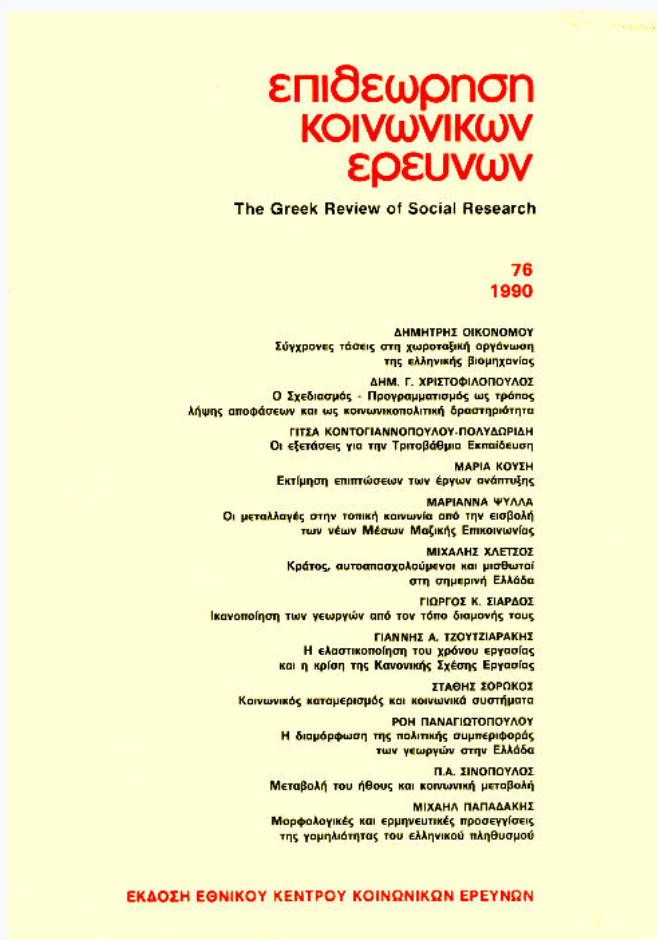 επιθεωρηση
κοινωνικων
ερευνων
The Greek Review of Social Research
76
1990
ΔΗΜΗΤΡΗΣ ΟΙΚΟΝΟΜΟΥ
Σύγχρονες τάσεις στη χωροταξική οργάνωση
της ελληνικής βιομηχανίας
ΔΗΜ. Γ. ΧΡΙΣΤΟΦΙΛΟΠΟΥΛΟΣ
Ο Σχεδιασμός - Προγραμματισμός ως τρόπος
λήψης αποφάσεων και ως κοινωνικοπολιτική δραστηριότητα
ΓΙΤΣΑ ΚΟΝΤΟΓΙΑΝΝΟΠΟΥΛΟΥ-ΠΟΛΥΔΩΡΙΔΗ
Οι εξετάσεις για την Τριτοβάθμια Εκπαίδευση
ΜΑΡΙΑ ΚΟΥΣΗ
Εκτίμηση επιπτώσεων των έργων ανάπτυξης
ΜΑΡΙΑΝΝΑ ΨΥΛΛΑ
Οι μεταλλαγές στην τοπική κοινωνία από την εισβολή
των νέων Μέσων Μαζικής Επικοινωνίας
ΜΙΧΑΛΗΣ ΧΛΕΤΣΟΣ
Κράτος, αυτοαπασχολούμενοι και μισθωτοί
στη σημερινή Ελλάδα
ΓΙΩΡΓΟΣ Κ. ΣΙΑΡΔΟΣ
Ικανοποίηση των γεωργών από τον τόπο διαμονής τους
ΓΙΑΝΝΗΣ Α. ΤΖΟΥΤΖΙΑΡΑΚΗΣ
Η ελαστικοποίηση του χρόνου εργασίας
και η κρίση της Κανονικής Σχέσης Εργασίας
ΣΤΑΘΗΣ ΣΟΡΩΚΟΣ
Κοινωνικός καταμερισμός και κοινωνικά συστήματα
ΡΟΗ ΠΑΝΑΓΙΩΤΟΠΟΥΛΟΥ
Η διαμόρφωση της πολιτικής συμπεριφοράς
των γεωργών στην Ελλάδα
Π.Α. ΣΙΝΟΠΟΥΛΟΣ
Μεταβολή του ήθους και κοινωνική μεταβολή
ΜΙΧΑΗΛ ΠΑΠΑΔΑΚΗΣ
Μορφολογικές και ερμηνευτικές προσεγγίσεις
της γαμηλιότητας του ελληνικού πληθυσμού
ΕΚΔΟΣΗ ΕΘΝΙΚΟΥ ΚΕΝΤΡΟΥ ΚΟΙΝΩΝΙΚΩΝ ΕΡΕΥΝΩΝ